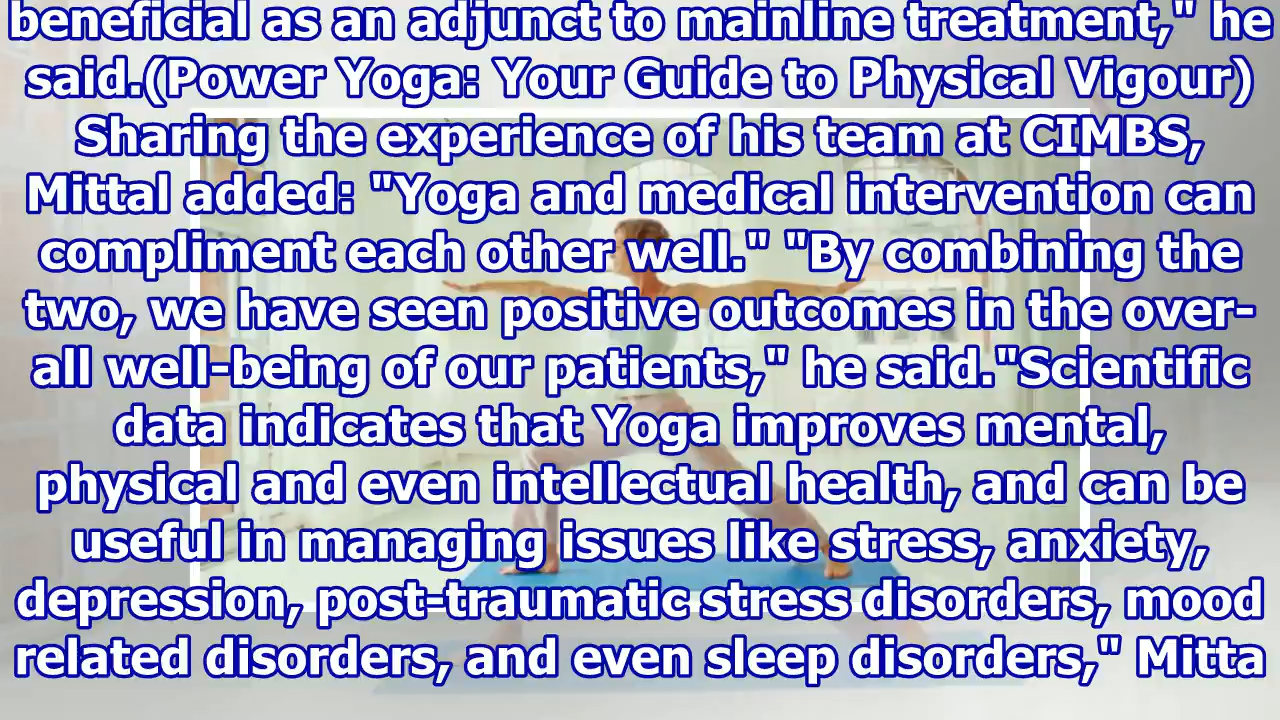 beneficial as an adjunct to mainline treatment," he
said.(Power Yoga: Your Guide to Physical Vigour)
Sharing the experience of his team at CIMBS,
Mittal added: "Yoga and medical intervention can
compliment each other well." "By combining the
two, we have seen positive outcomes in the over-
all well-being of our patients," he said."Scientific
data indicates that Yoga improves mental,
physical and even intellectual health, and can be
useful in managing issues like stress, anxiety,
depression, post-traumatic stress disorders, mood
related disorders, and even sleep disorders," Mitta